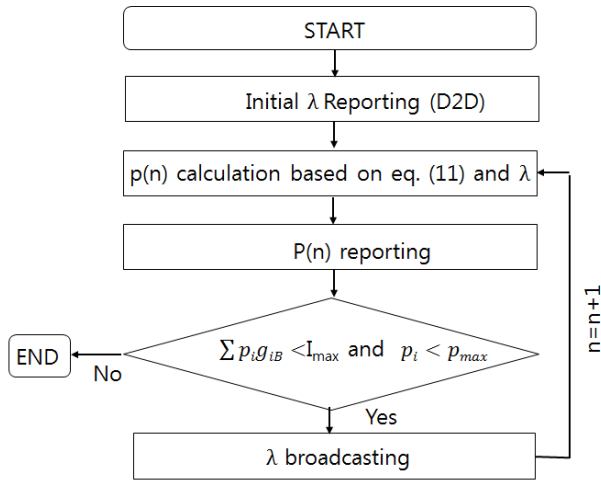 START
Initial λ Reporting (D2D)
p(n) calculation based on eq. (11) and λ
P(n) reporting
∑ pᵢgᵢB <Imax and pᵢ < pmax
END
No
Yes
λ broadcasting
n=n+1